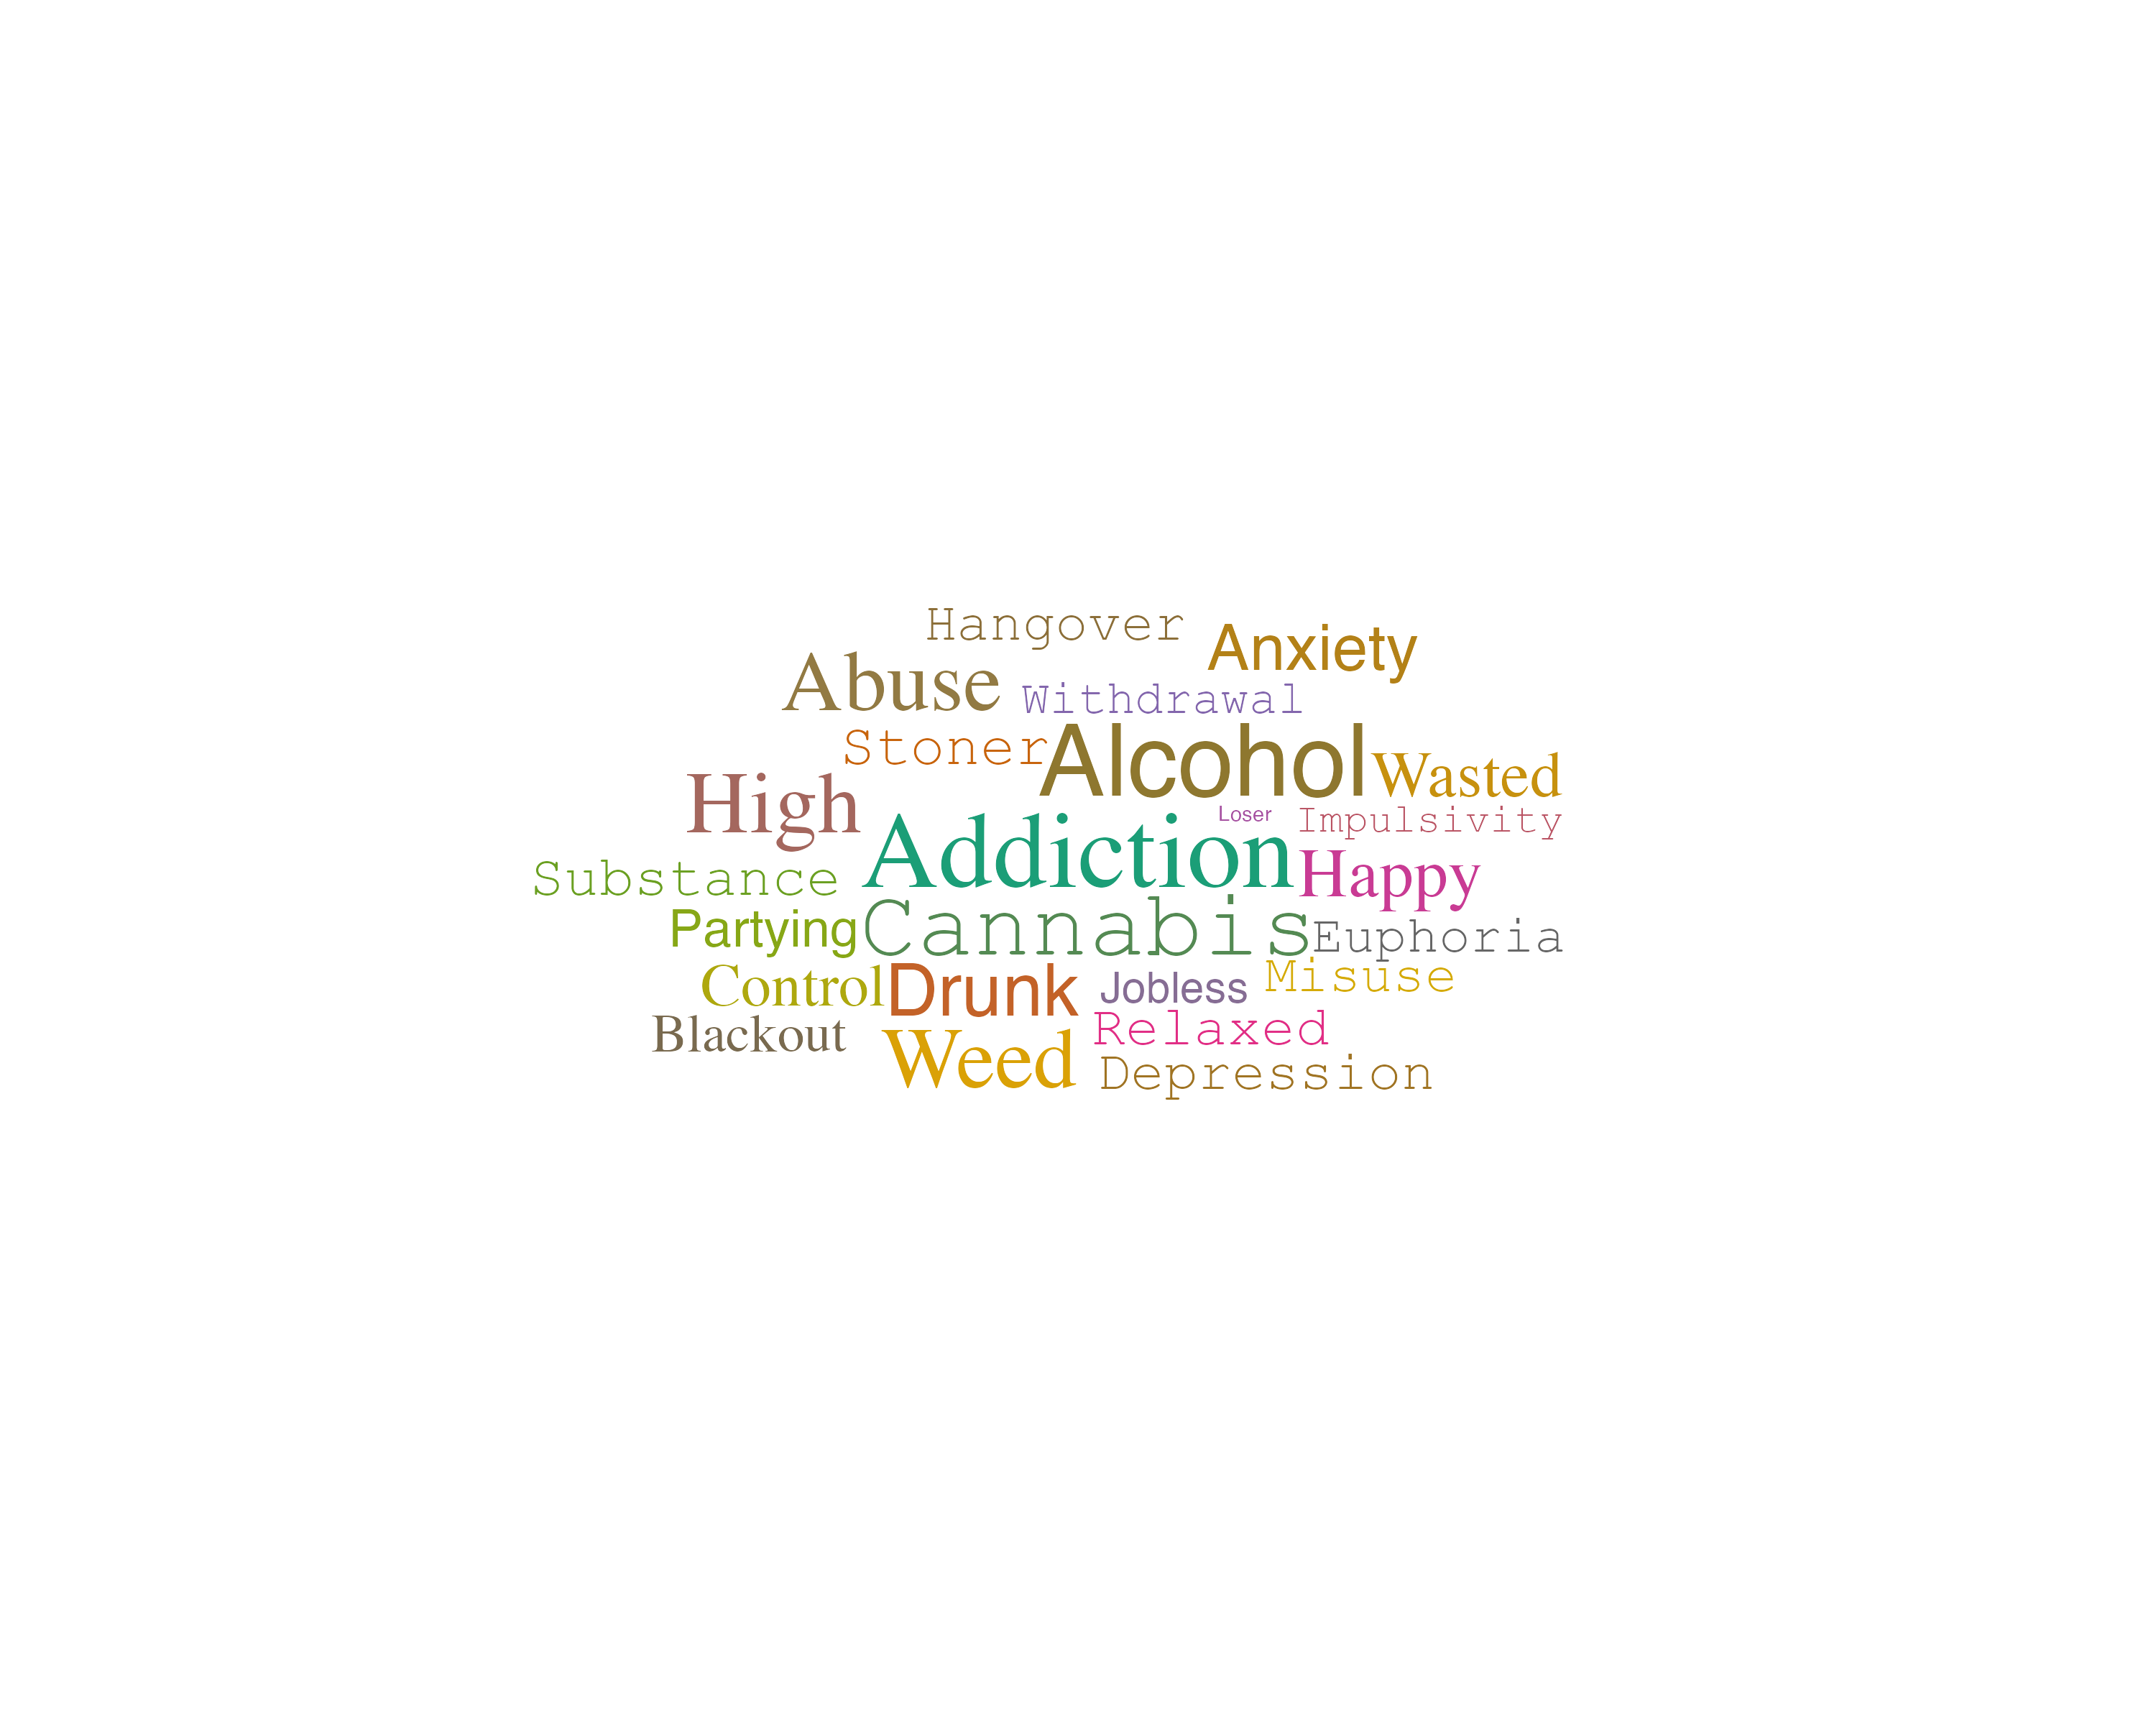 Hangover
Anxiety
Abuse
Withdrawal
Stoner
Alcohol
Wasted
High
Loser
Impulsivity
Addiction
Happy
Substance
Cannabis
Partying
Euphoria
Control
Drunk
Jobless
Misuse
Blackout
Weed
Relaxed
Depression